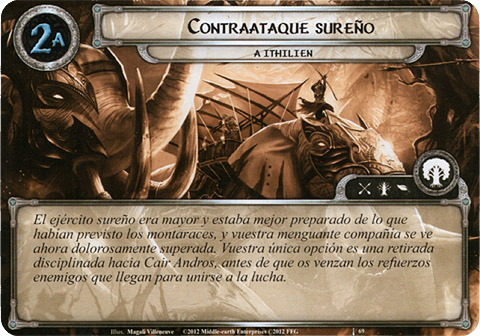 2A
CONTRAATAQUE SUREÑO
A ITHILIEN
El ejército sureño era mayor y estaba mejor preparado de lo que
habían previsto los montaraces, y vuestra menguante compañía se ve
ahora dolorosamente superada. Vuestra única opción es una retirada
disciplinada hacia Cair Andros, antes de que os venzan los refuerzos
enemigos que llegan para unirse a la lucha.
Illus. Magali Villeneuve ©2012 Middle-earth Enterprises ©2012 FFG 69